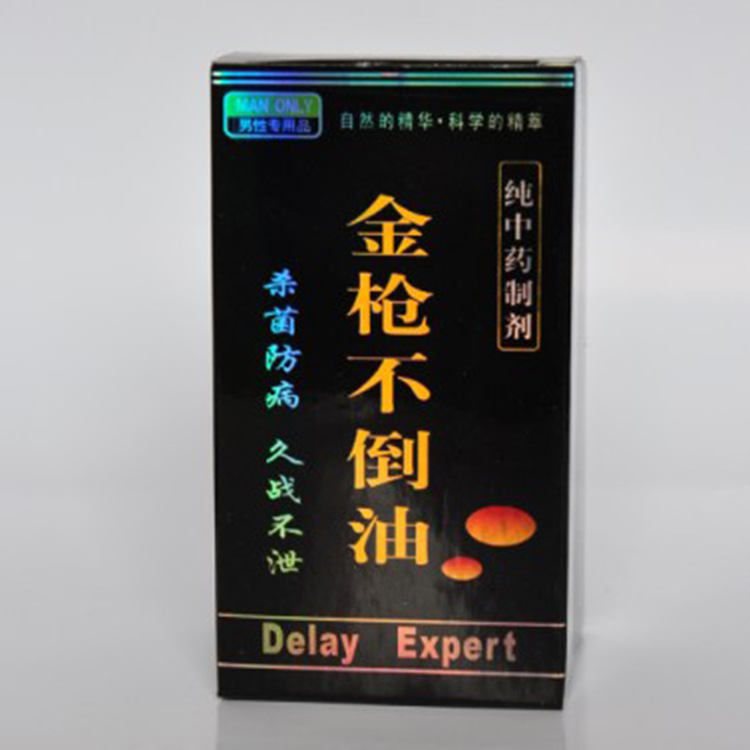 MAN ONLY
男性专用品
自然的精华·科学的精萃
纯中药制剂
金枪不倒油
杀菌防病 久战不泄
Delay Expert